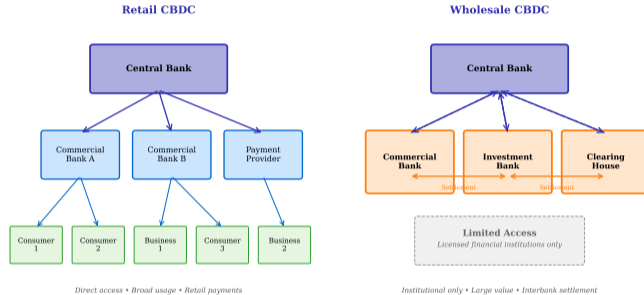 Retail CBDC
Central Bank
Commercial
Bank A
Commercial
Bank B
Payment
Provider
Consumer
1
Consumer
2
Business
1
Consumer
3
Business
2
Direct access • Broad usage • Retail payments
Wholesale CBDC
Central Bank
Commercial
Bank
Investment
Bank
Clearing
House
Settlement
Settlement
Limited Access
Licensed financial institutions only
Institutional only • Large value • Interbank settlement